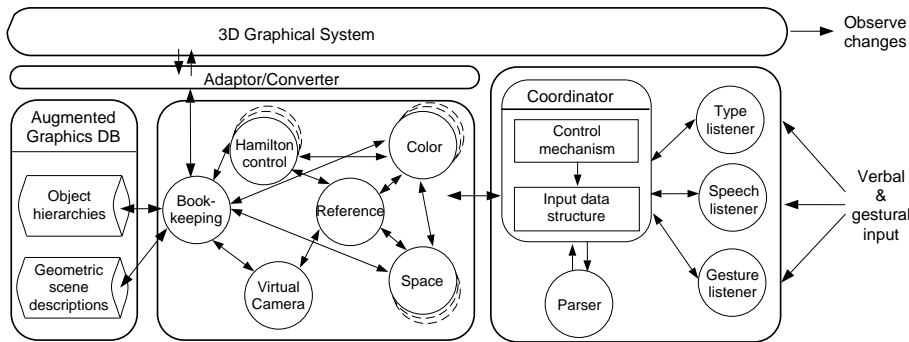 3D Graphical System
Observe
changes
Adaptor/Converter
Augmented
Graphics DB
Object
hierarchies
Geometric
scene
descriptions
Hamilton
control
Color
Book-
keeping
Reference
Virtual
Camera
Space
Coordinator
Control
mechanism
Input data
structure
Parser
Type
listener
Speech
listener
Gesture
listener
Verbal
&
gestural
input